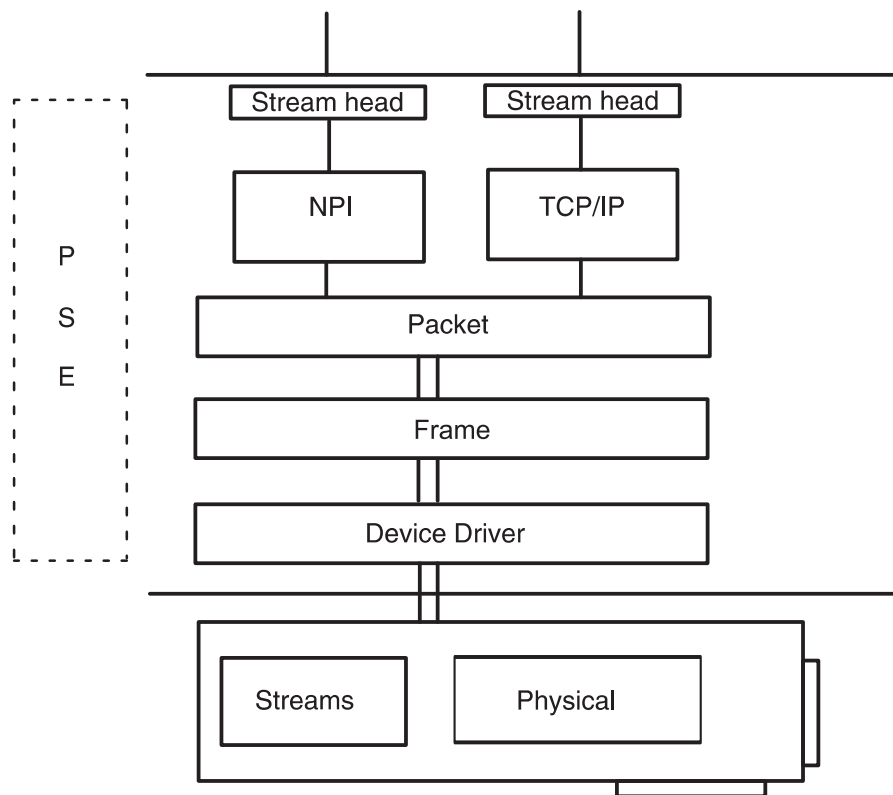 Stream head
Stream head
NPI
TCP/IP
P
S
E
Packet
Frame
Device Driver
Streams
Physical